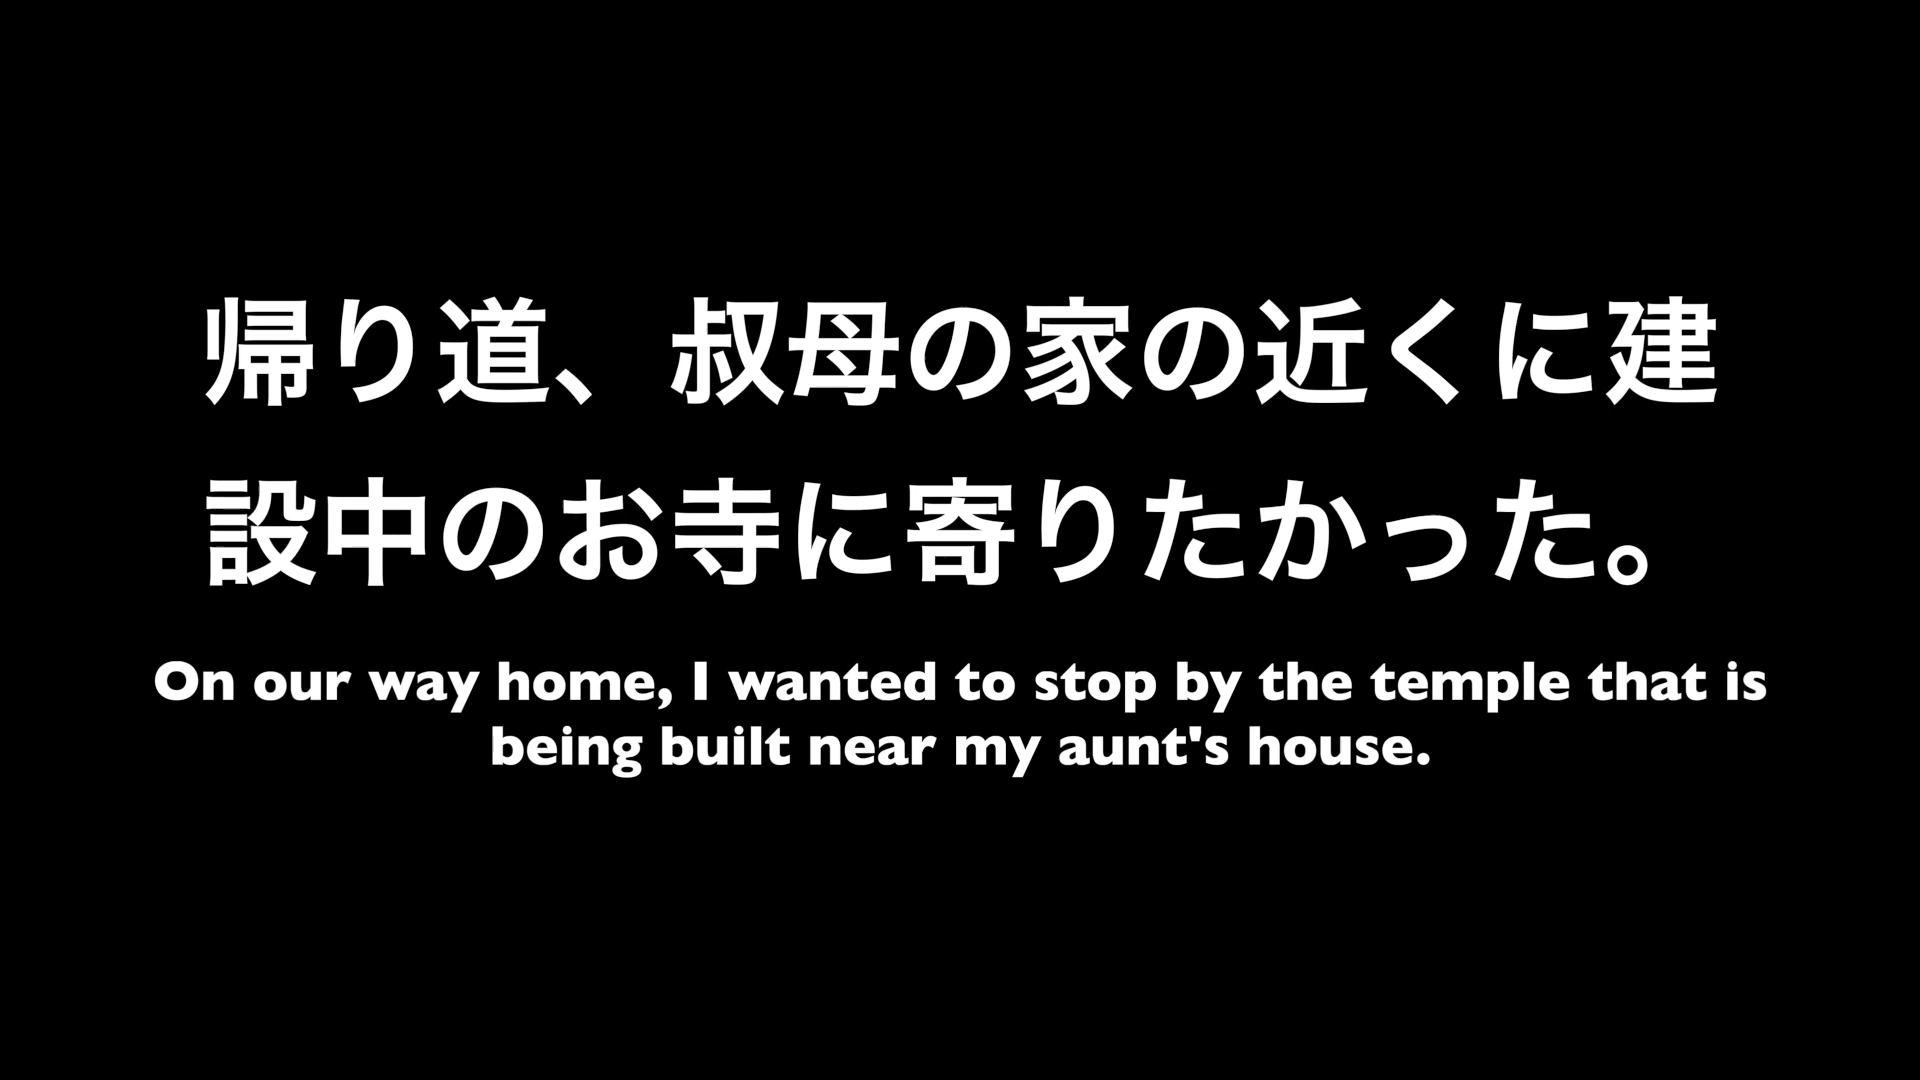 帰り道、叔母の家の近くに建
設中のお寺に寄りたかった。
On our way home, I wanted to stop by the temple that is
being built near my aunt's house.